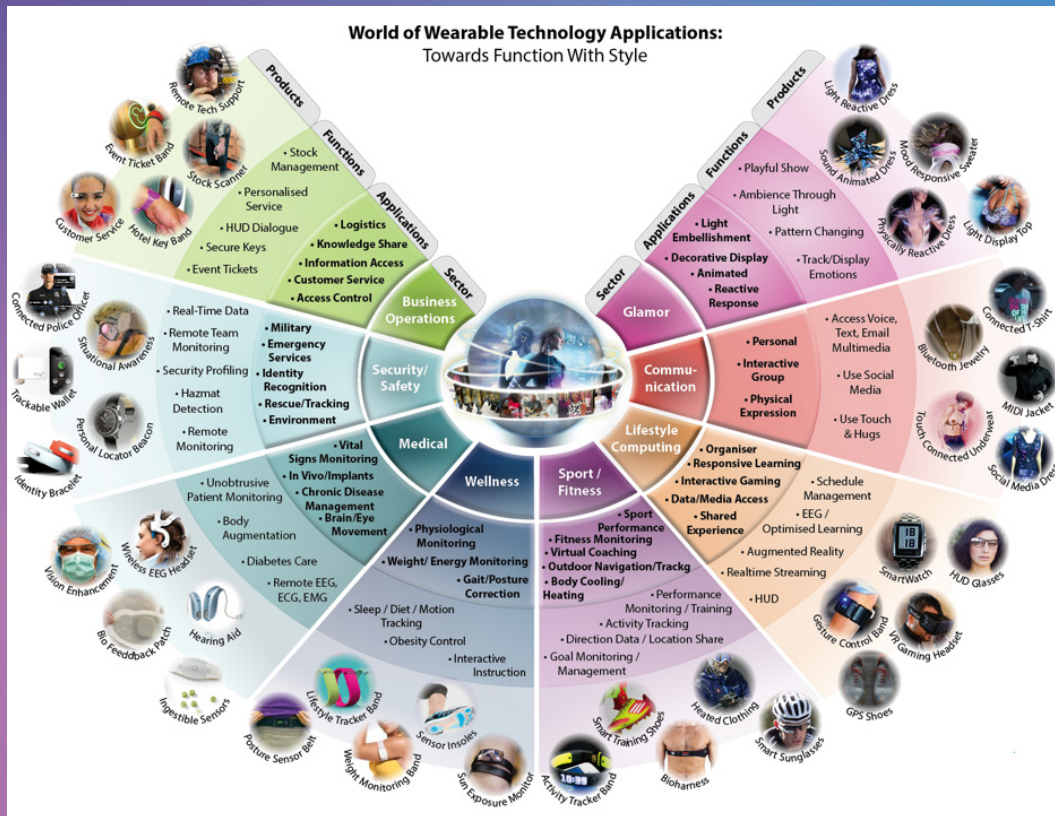 World of Wearable Technology Applications:
Towards Function With Style
Products
Functions
Applications
Sector
Business
Operations
• Logistics
• Knowledge Share
• Information Access
• Customer Service
• Access Control
• Stock
Management
• Personalised
Service
• HUD Dialogue
• Secure Keys
• Event Tickets
Remote Tech Support
Event Ticket Band
Stock Scanner
Customer Service
Hotel Key Band
Security/
Safety
• Military
• Emergency
Services
• Identity
Recognition
• Rescue/Tracking
• Environment
• Real-Time Data
• Remote Team
Monitoring
• Security Profiling
• Hazmat
Detection
• Remote
Monitoring
Connected Police Officer
Situational Awareness
Trackable Wallet
Personal Locator Beacon
Identity Bracelet
Medical
• Vital
Signs Monitoring
• In Vivo/Implants
• Chronic Disease
Management
• Brain/Eye
Movement
• Unobtrusive
Patient Monitoring
• Body
Augmentation
• Diabetes Care
• Remote EEG,
ECG, EMG
Vision Enhancement
Wireless EEG Headset
Bio Feeddback Patch
Hearing Aid
Ingestible Sensors
Wellness
• Physiological
Monitoring
• Weight/ Energy Monitoring
• Gait/Posture
Correction
• Sleep / Diet / Motion
Tracking
• Obesity Control
• Interactive
Instruction
Posture Sensor Belt
Lifestyle Tracker Band
Weight Monitoring Band
Sensor Insoles
Sun Exposure Monitor
Sport /
Fitness
• Sport
Performance
• Fitness Monitoring
• Virtual Coaching
• Outdoor Navigation/Trackg
• Body Cooling/
Heating
• Performance
Monitoring / Training
• Activity Tracking
• Direction Data / Location Share
• Goal Monitoring /
Management
Activity Tracker Band
Smart Training Shoes
Bioharness
Heated Clothing
Smart Sunglasses
Lifestyle
Computing
• Organiser
• Responsive Learning
• Interactive Gaming
• Data/Media Access
• Shared
Experience
• Schedule
Management
• EEG /
Optimised Learning
• Augmented Reality
• Realtime Streaming
• HUD
SmartWatch
18
18
HUD Glasses
Gesture Control Band
VR Gaming Headset
GPS Shoes
Commu-
nication
• Personal
• Interactive
Group
• Physical
Expression
• Access Voice,
Text, Email
Multimedia
• Use Social
Media
• Use Touch
& Hugs
Connected T-Shirt
Bluetooth Jewelry
MIDI Jacket
Touch Connected Underwear
Social Media Dress
Products
Functions
Applications
Sector
Glamor
• Light
Embellishment
• Decorative Display
• Animated
• Reactive
Response
• Playful Show
• Ambience Through
Light
• Pattern Changing
• Track/Display
Emotions
Light Reactive Dress
Sound Animated Dress
Mood Responsive Sweater
Physically Reactive Dress
Light Display Top